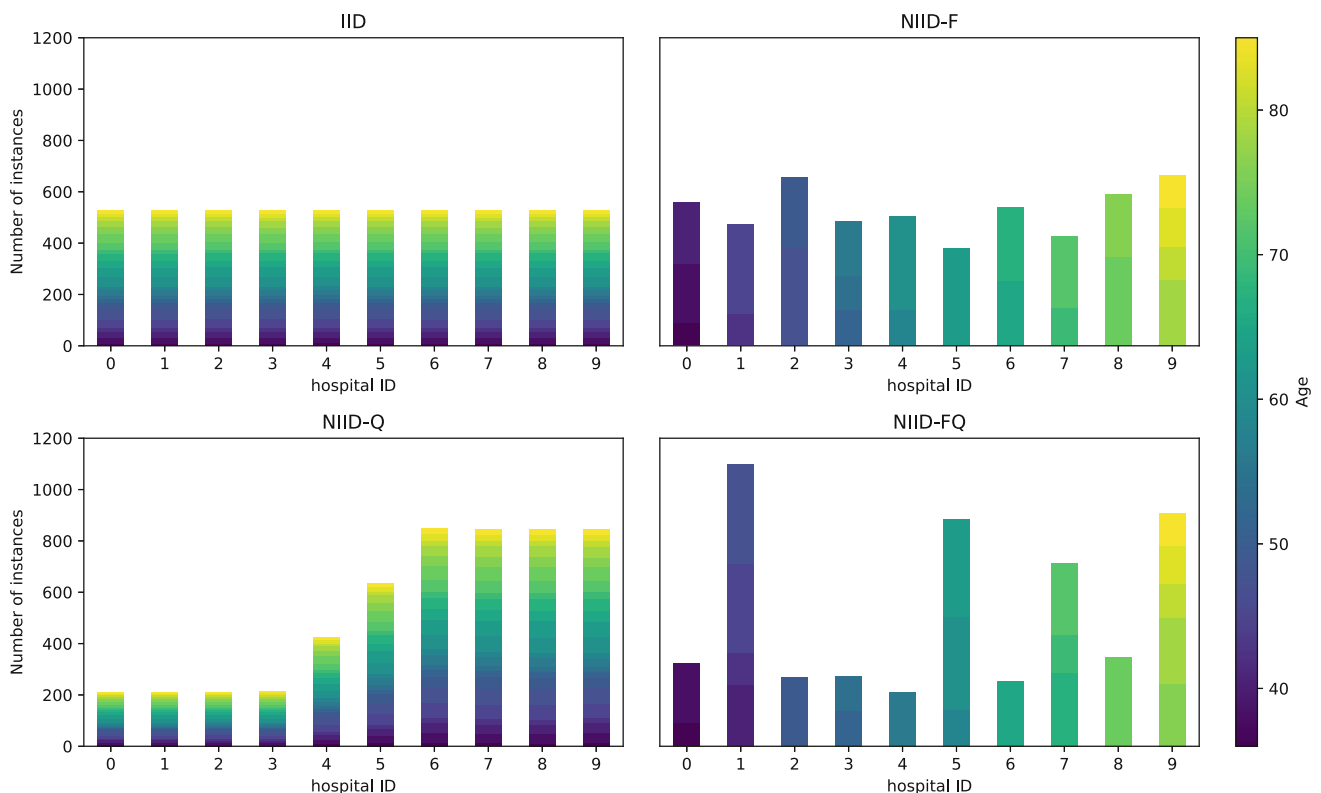 IID
1200
1000
800
600
400
200
0
Number of instances
0 1 2 3 4 5 6 7 8 9
hospital ID
NIID-F
0 1 2 3 4 5 6 7 8 9
hospital ID
NIID-Q
1200
1000
800
600
400
200
0
Number of instances
0 1 2 3 4 5 6 7 8 9
hospital ID
NIID-FQ
0 1 2 3 4 5 6 7 8 9
hospital ID
80
70
60
50
40
Age